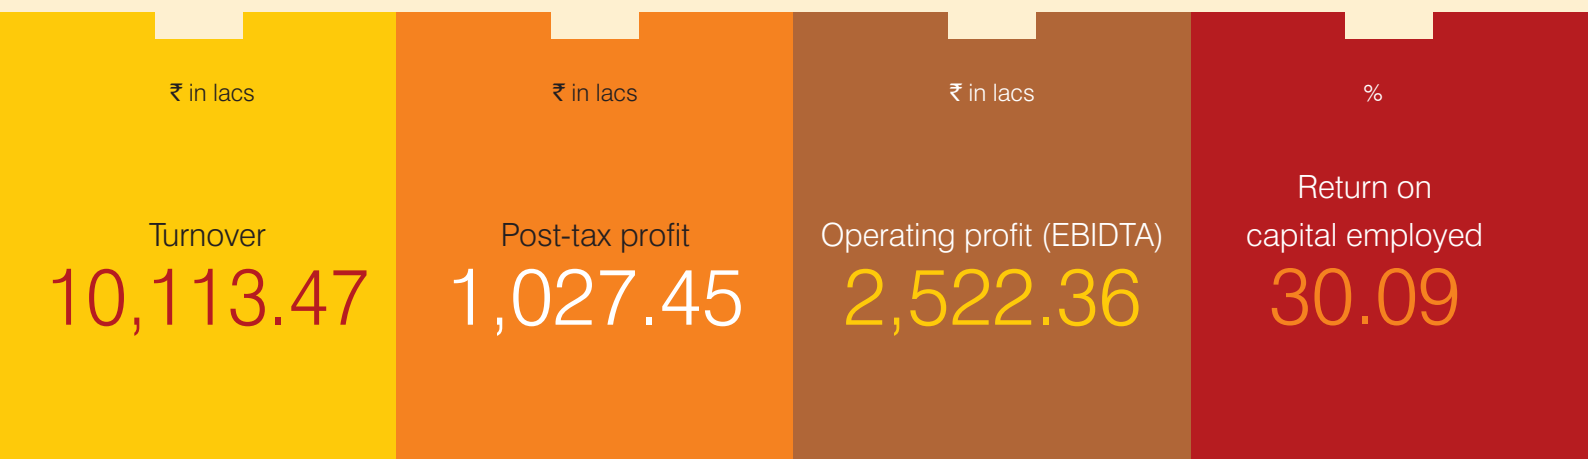 ₹ in lacs
Turnover
10,113.47
₹ in lacs
Post-tax profit
1,027.45
₹ in lacs
Operating profit (EBIDTA)
2,522.36
%
Return on
capital employed
30.09